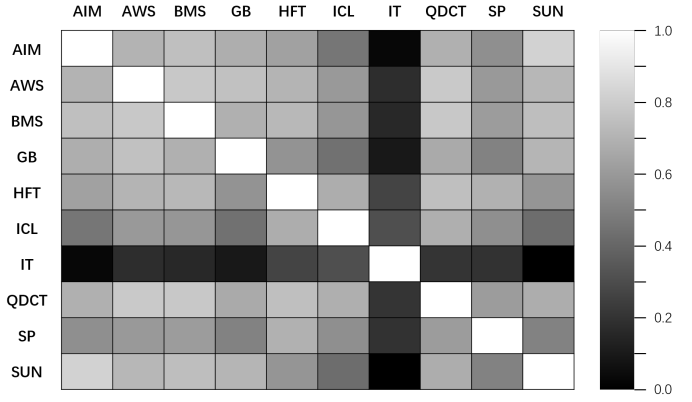 AIM AWS BMS GB HFT ICL IT QDCT SP SUN
AIM
AWS
BMS
GB
HFT
ICL
IT
QDCT
SP
SUN
1.0
0.8
0.6
0.4
0.2
0.0